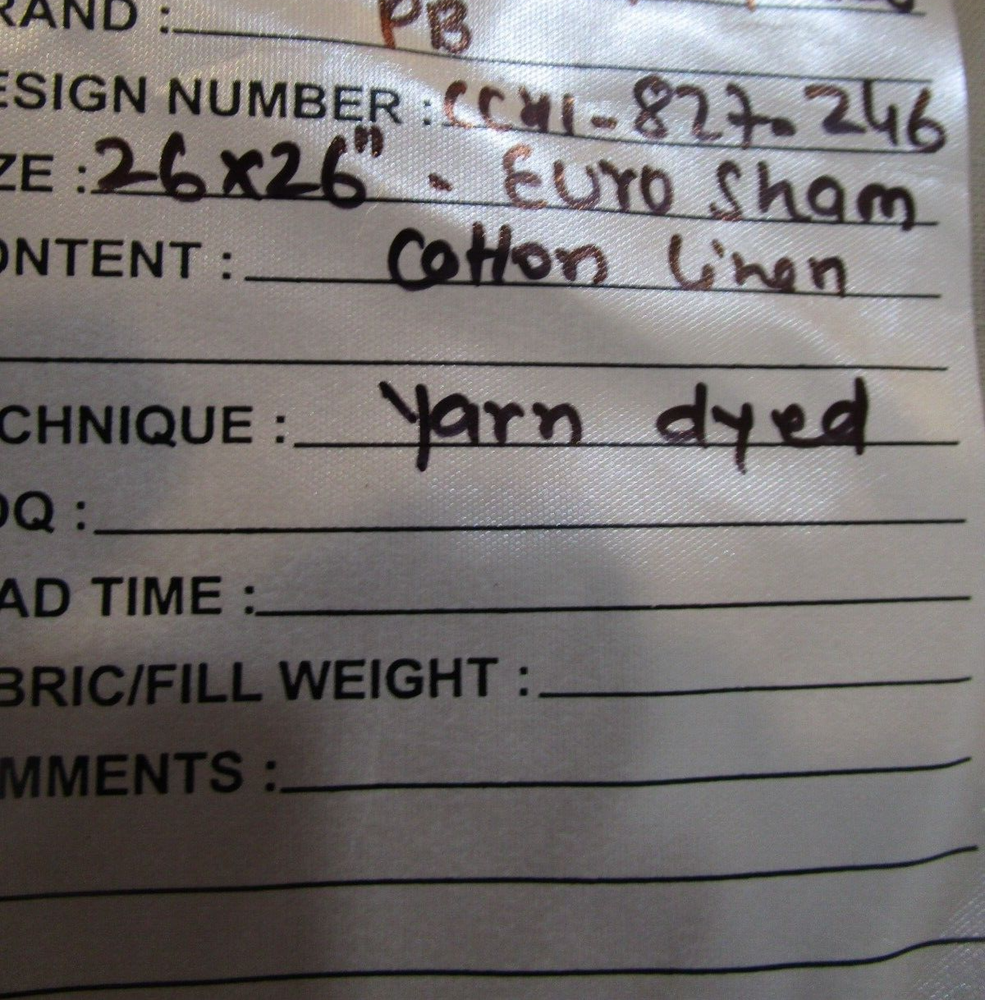 RAND : PB
ESIGN NUMBER : CCH1-827-246
ZE : 26x26" - Euro Sham
ONTENT : Cotton Linen
CHNIQUE : Yarn dyed
OQ :
AD TIME :
BRIC/FILL WEIGHT :
MMENTS :